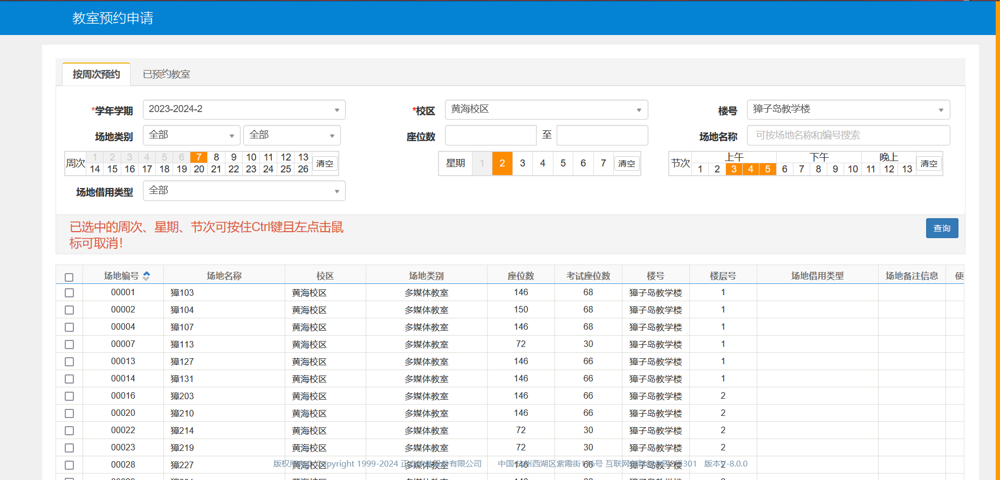 教室预约申请
按周次预约 已预约教室
*学年学期 2023-2024-2 *校区 黄海校区 楼号 獐子岛教学楼
场地类别 全部 全部 座位数 至 场地名称 可按场地名称和编号搜索
周次 1 2 3 4 5 6 7 8 9 10 11 12 13
14 15 16 17 18 19 20 21 22 23 24 25 26 清空
星期 1 2 3 4 5 6 7 清空
节次 上午 下午 晚上
1 2 3 4 5 6 7 8 9 10 11 12 13 清空
场地借用类型 全部
已选中的周次、星期、节次可按住Ctrl键且左点击鼠
标可取消!
查询
场地编号 场地名称 校区 场地类别 座位数 考试座位数 楼号 楼层号 场地借用类型 场地备注信息 使
00001 獐103 黄海校区 多媒体教室 146 68 獐子岛教学楼 1
00002 獐104 黄海校区 多媒体教室 150 68 獐子岛教学楼 1
00004 獐107 黄海校区 多媒体教室 146 68 獐子岛教学楼 1
00007 獐113 黄海校区 多媒体教室 72 30 獐子岛教学楼 1
00013 獐127 黄海校区 多媒体教室 146 66 獐子岛教学楼 1
00014 獐131 黄海校区 多媒体教室 146 66 獐子岛教学楼 1
00016 獐203 黄海校区 多媒体教室 146 66 獐子岛教学楼 2
00020 獐210 黄海校区 多媒体教室 146 66 獐子岛教学楼 2
00022 獐214 黄海校区 多媒体教室 72 30 獐子岛教学楼 2
00023 獐219 黄海校区 多媒体教室 72 30 獐子岛教学楼 2
00028 獐227 黄海校区 多媒体教室 146 66 獐子岛教学楼 2
Copyright 1999-2024 有限公司 中国 杭州西湖区紫霞街 号 互联网 301 版本V-8.0.0